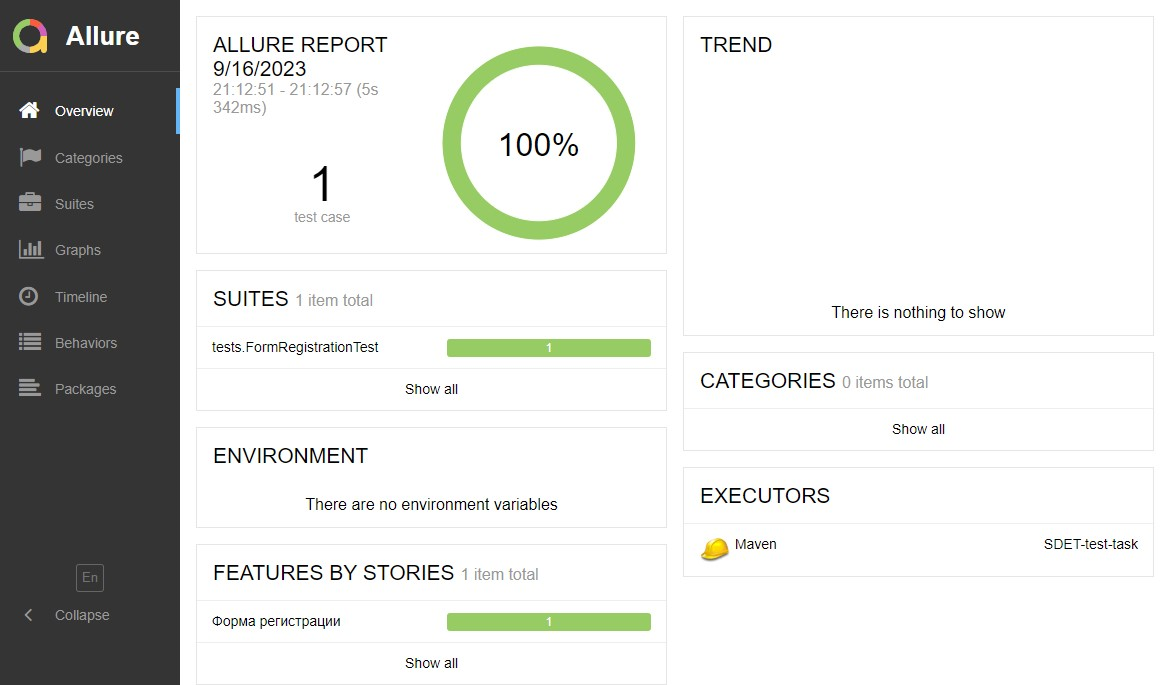 Allure
Overview
Categories
Suites
Graphs
Timeline
Behaviors
Packages
En
Collapse
ALLURE REPORT
9/16/2023
21:12:51 - 21:12:57 (5s
342ms)
1
test case
100%
SUITES 1 item total
tests.FormRegistrationTest 1
Show all
ENVIRONMENT
There are no environment variables
FEATURES BY STORIES 1 item total
Форма регистрации 1
Show all
TREND
There is nothing to show
CATEGORIES 0 items total
Show all
EXECUTORS
Maven SDET-test-task